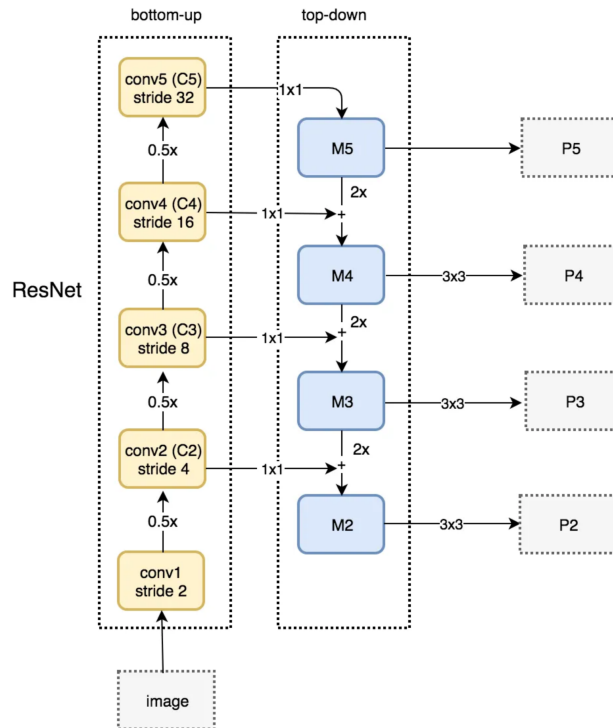 bottom-up
top-down
conv5 (C5)
stride 32
1x1
M5
P5
0.5x
2x
conv4 (C4)
stride 16
1x1
+
M4
3x3
P4
ResNet
0.5x
2x
conv3 (C3)
stride 8
1x1
+
M3
3x3
P3
0.5x
2x
conv2 (C2)
stride 4
1x1
+
M2
3x3
P2
0.5x
conv1
stride 2
image